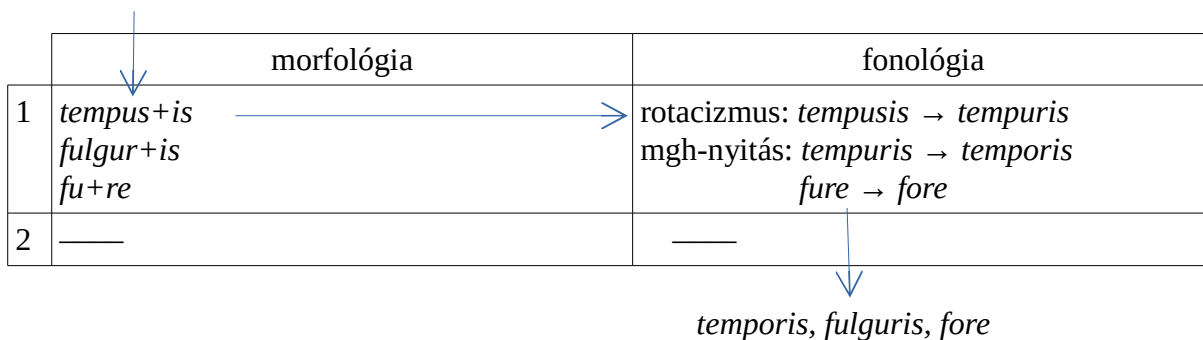 morfológia fonológia
1 tempus+is rotacizmus: tempusis → tempuris
fulgur+is mgh-nyitás: tempuris → temporis
fu+re fure → fore
2 —— ——
temporis, fulguris, fore